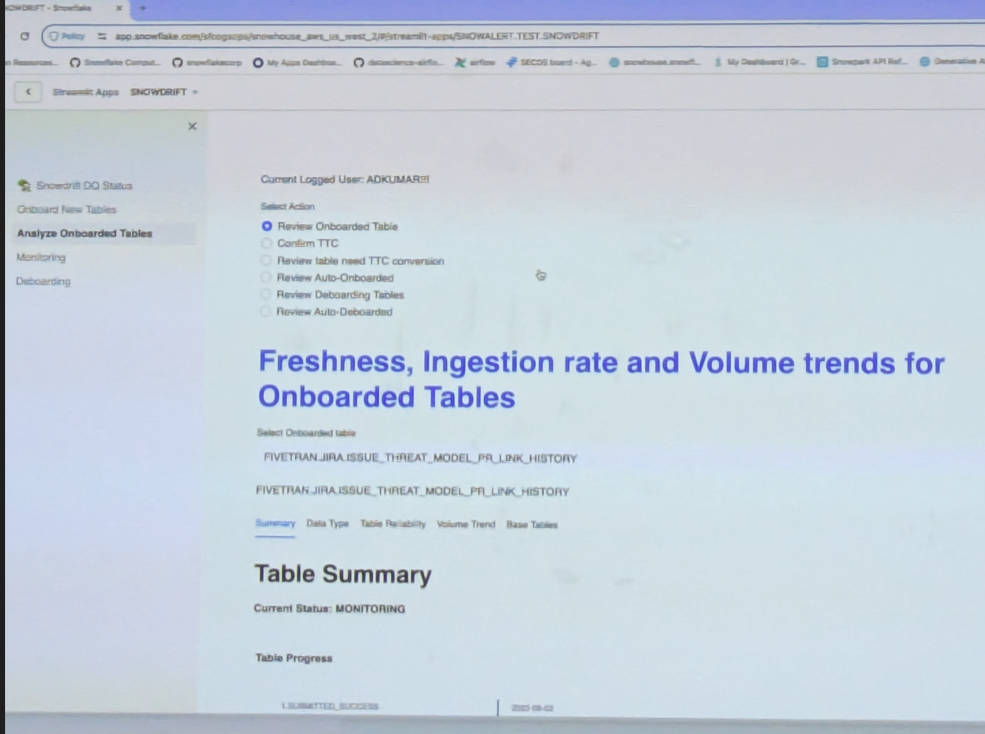 SNOWDRIFT - Snowflake
Policy app.snowflake.com/sfcogsops/snowhouse_aws_us_west_2/#/streamlit-apps/SNOWALERT.TEST.SNOWDRIFT
Resources... Snowflake Comput... snowflakecorp My Apps Dashboa... datascience-airflo... airflow SECDS board - Ag... snowhouse.snowfl... My Dashboard | Gr... Snowpark API Ref... Generative A
Streamlit Apps SNOWDRIFT
Snowdrift DQ Status
Onboard New Tables
Analyze Onboarded Tables
Monitoring
Deboarding
Current Logged User: ADKUMAR!!!
Select Action
Review Onboarded Table
Confirm TTC
Review table need TTC conversion
Review Auto-Onboarded
Review Deboarding Tables
Review Auto-Deboarded
Freshness, Ingestion rate and Volume trends for
Onboarded Tables
Select Onboarded table
FIVETRAN.JIRA.ISSUE_THREAT_MODEL_PR_LINK_HISTORY
FIVETRAN.JIRA.ISSUE_THREAT_MODEL_PR_LINK_HISTORY
Summary Data Type Table Reliability Volume Trend Base Tables
Table Summary
Current Status: MONITORING
Table Progress
1.SUBMITTED_SUCCESS